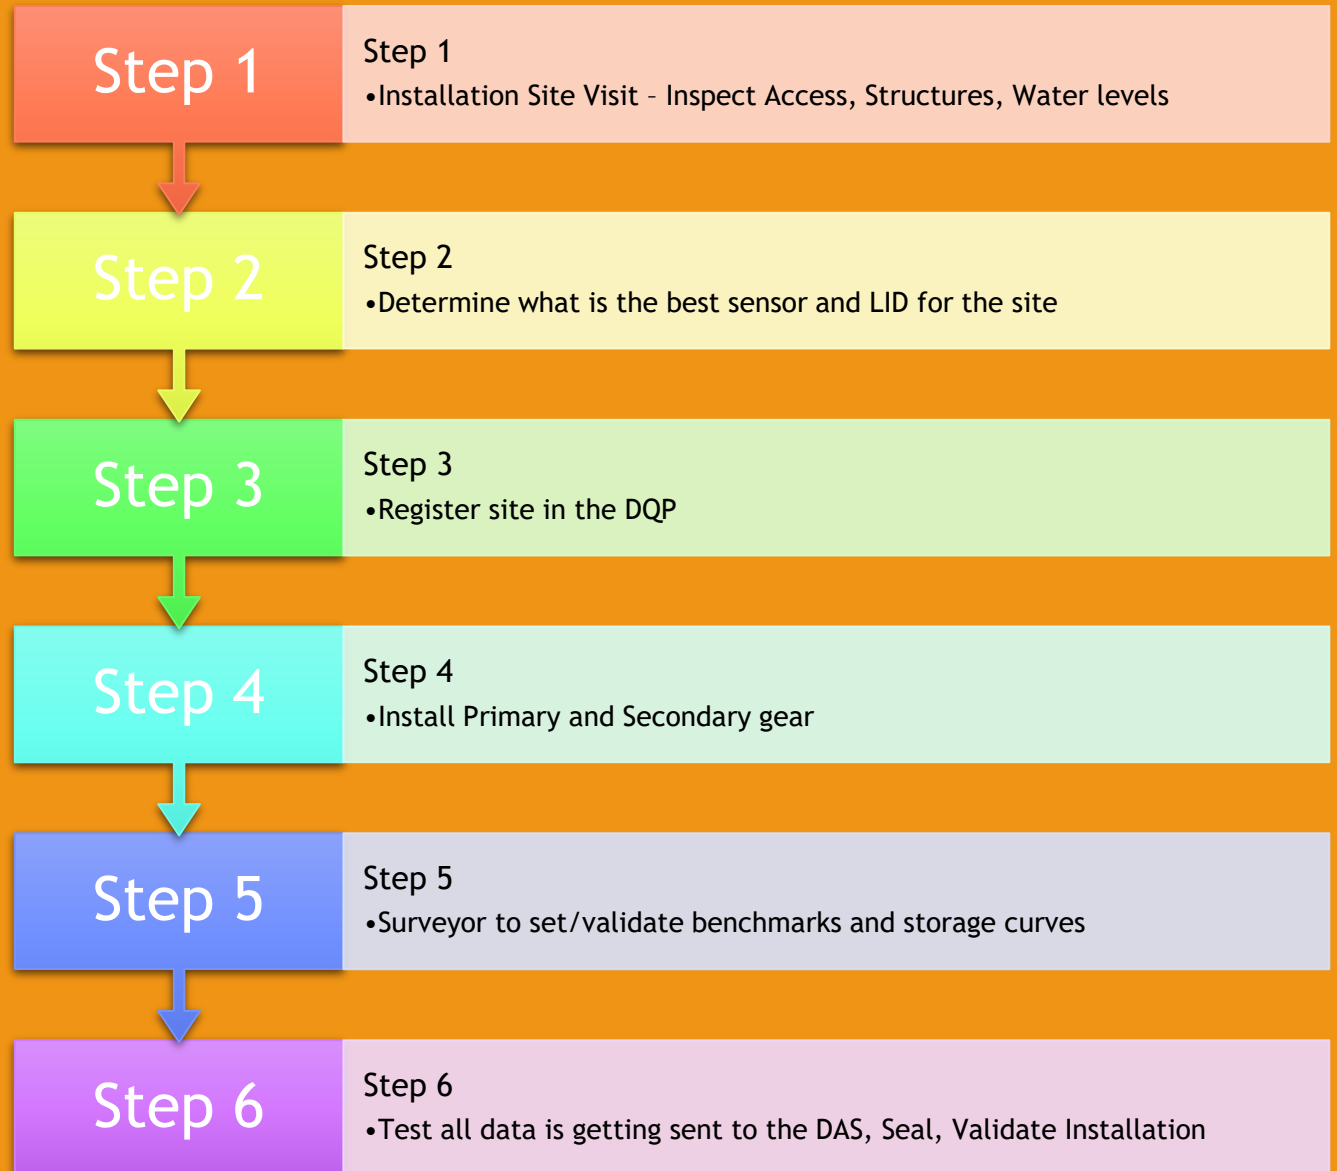 Step 1
Step 1
•Installation Site Visit – Inspect Access, Structures, Water levels
Step 2
Step 2
•Determine what is the best sensor and LID for the site
Step 3
Step 3
•Register site in the DQP
Step 4
Step 4
•Install Primary and Secondary gear
Step 5
Step 5
•Surveyor to set/validate benchmarks and storage curves
Step 6
Step 6
•Test all data is getting sent to the DAS, Seal, Validate Installation